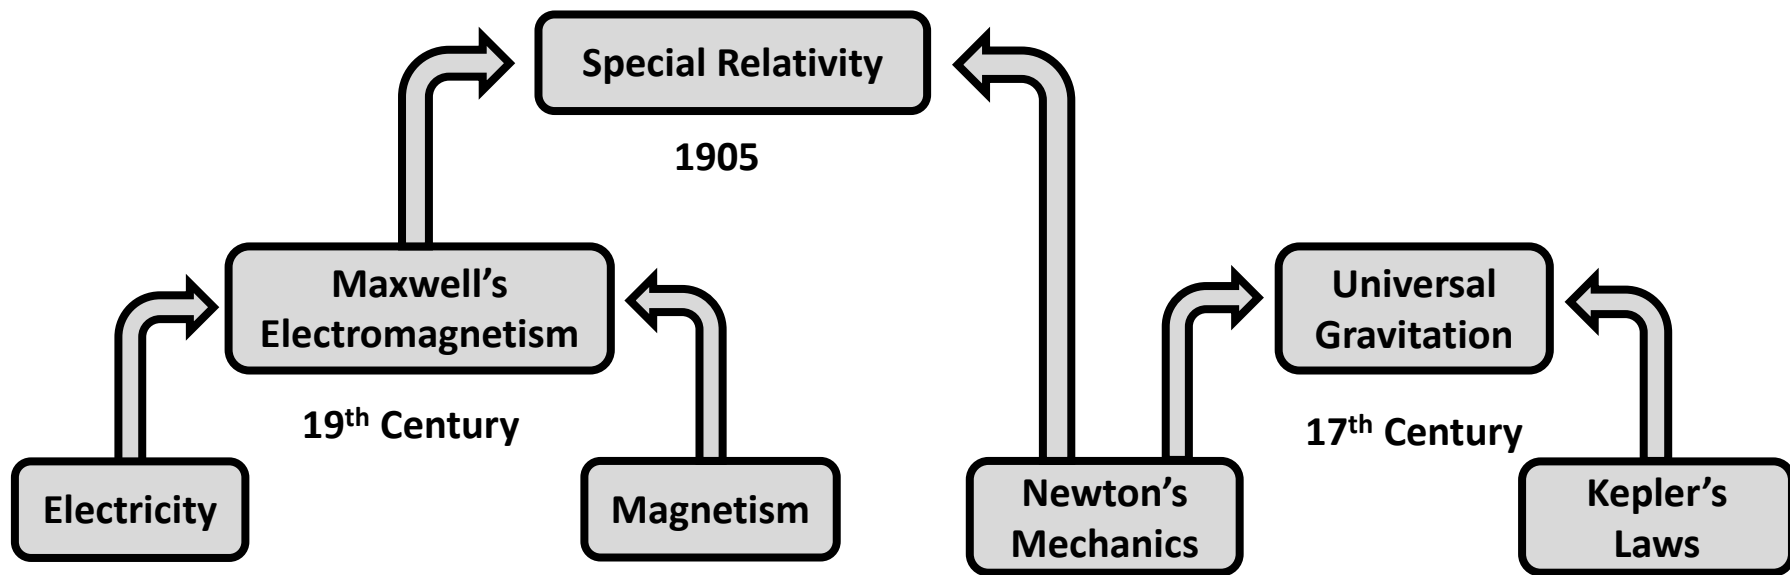 Special Relativity
1905
Maxwell’s
Electromagnetism
Universal
Gravitation
19th Century
17th Century
Electricity
Magnetism
Newton’s
Mechanics
Kepler’s
Laws